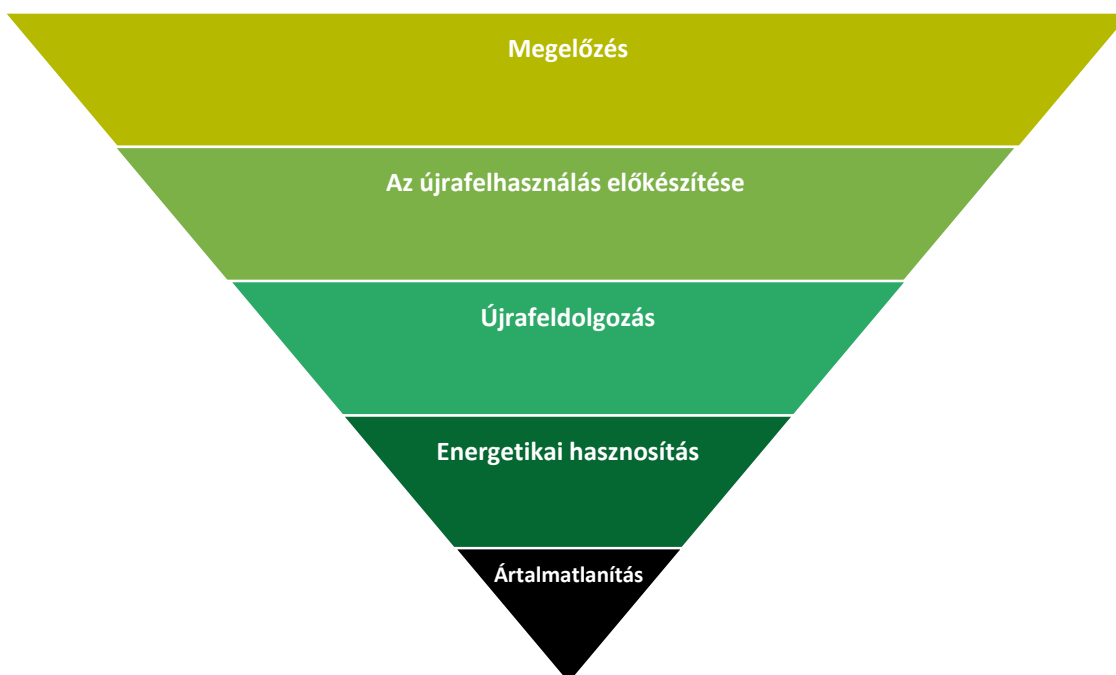 Megelőzés
Az újrafelhasználás előkészítése
Újrafeldolgozás
Energetikai hasznosítás
Ártalmatlanítás